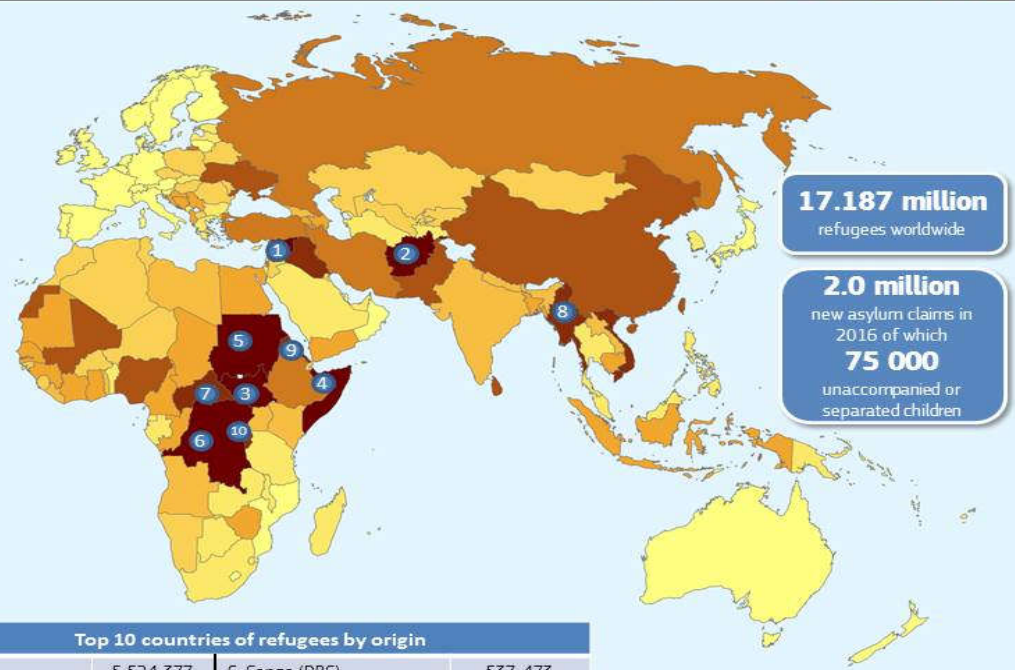 17.187 million
refugees worldwide
1
2
2.0 million
new asylum claims in
2016 of which
75 000
unaccompanied or
separated children
8
5
9
4
7
3
10
6
Top 10 countries of refugees by origin
Congo (DRC)